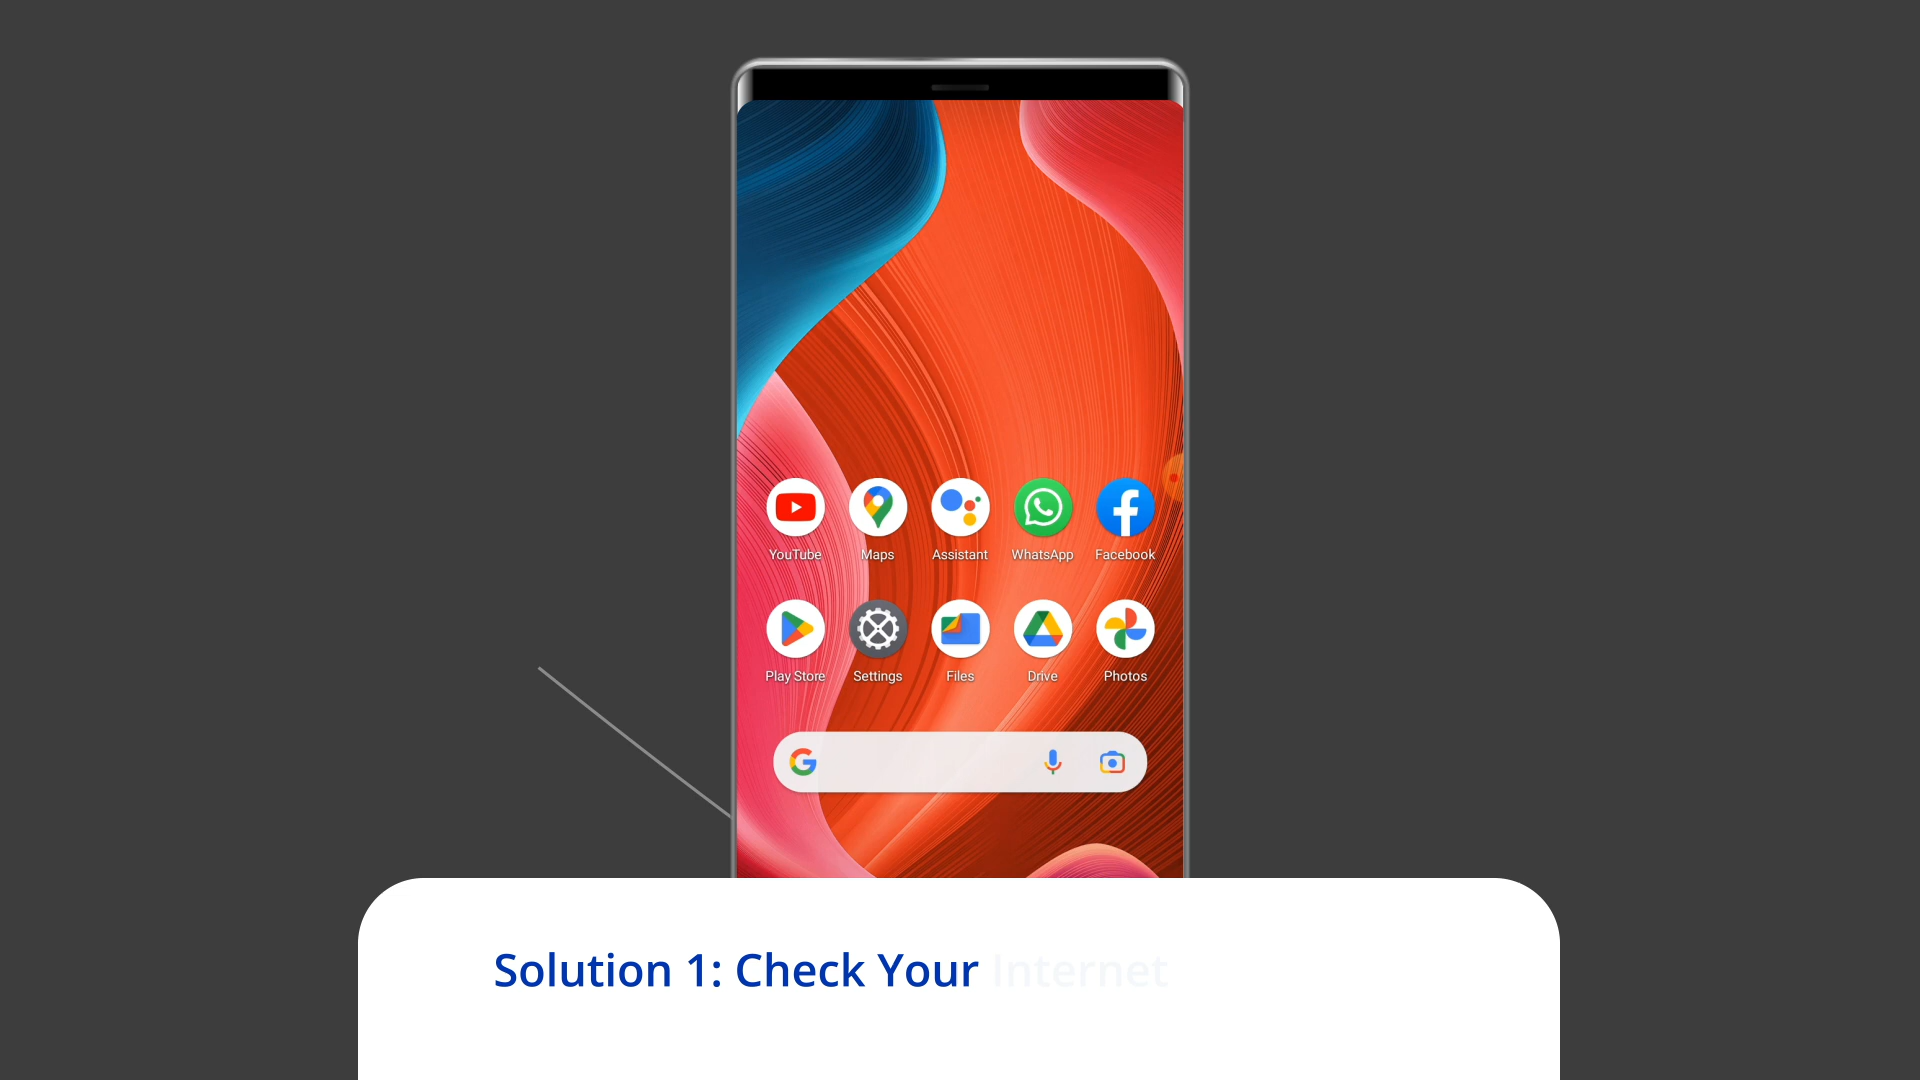 YouTube Maps Assistant WhatsApp Facebook
Play Store Settings Files Drive Photos
Solution 1: Check Your Internet